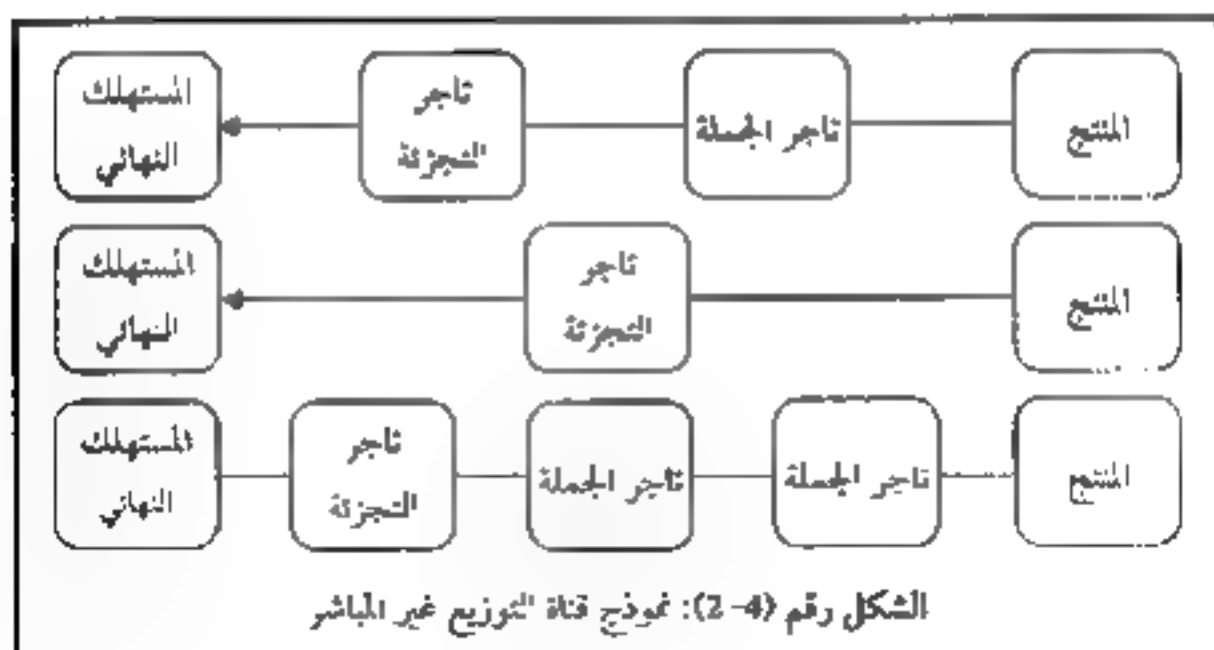 المنتج
تاجر الجملة
تاجر
التجزئة
المستهلك
النهائي
المنتج
تاجر
التجزئة
المستهلك
النهائي
المنتج
تاجر الجملة
تاجر الجملة
تاجر
التجزئة
المستهلك
النهائي
الشكل رقم (4-2): نموذج قناة التوزيع غير المباشر